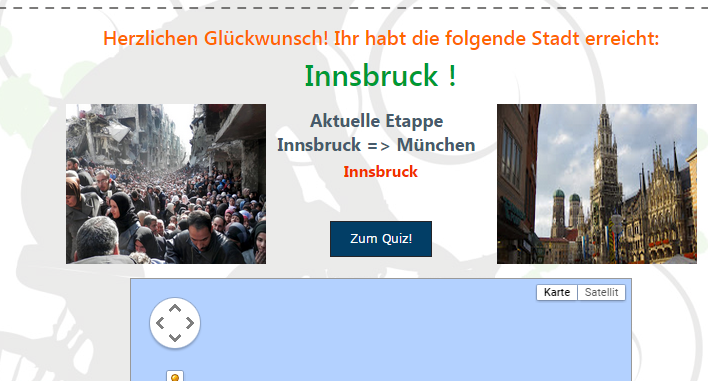 Herzlichen Glückwunsch! Ihr habt die folgende Stadt erreicht:
Innsbruck !
Aktuelle Etappe
Innsbruck => München
Innsbruck
Zum Quiz!
Karte Satellit